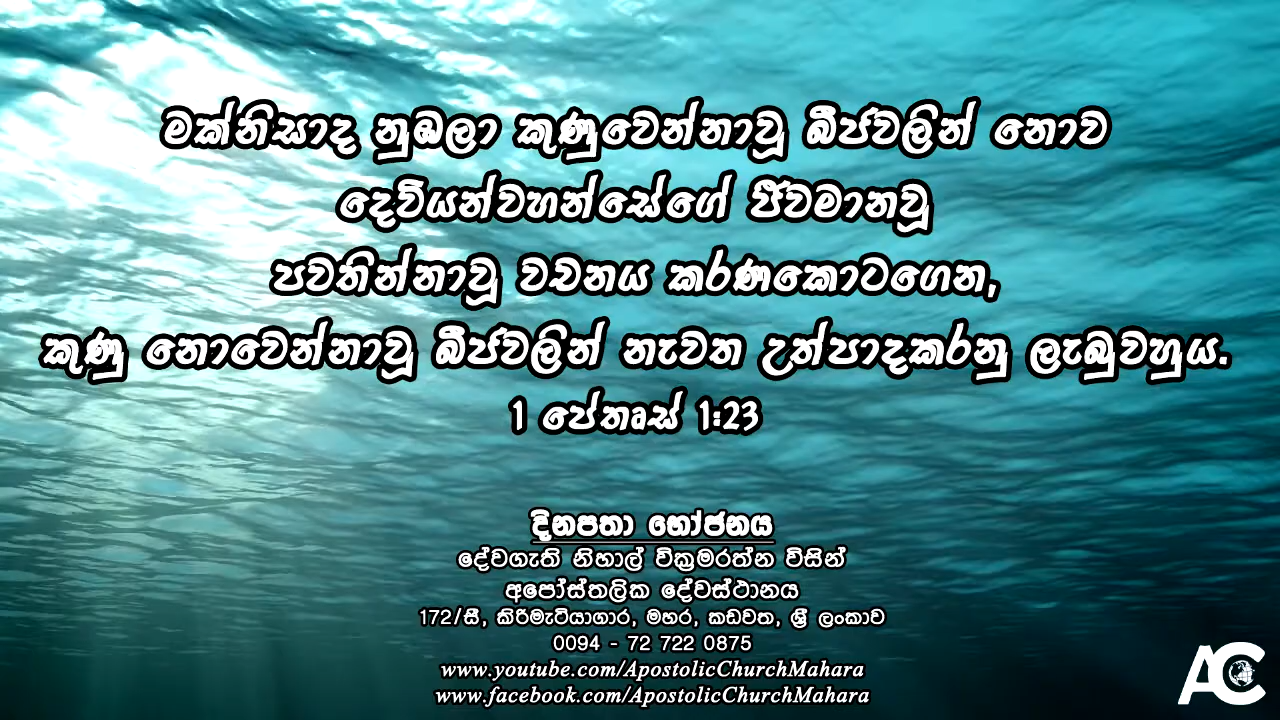 මක්නිසාද නුඹලා කුණුවෙන්නාවූ බීජවලින් නොව
දෙවියන්වහන්සේගේ ජීවමානවූ
පවතින්නාවූ වචනය කරණකොටගෙන,
කුණු නොවෙන්නාවූ බීජවලින් නැවත උත්පාදකරනු ලැබුවහුය.
1 පේතෘස් 1:23
දිනපතා භෝජනය
දේවගැති නිහාල් වික්‍රමරත්න විසින්
අපෝස්තලික දේවස්ථානය
172/සී, කිරිමැටියාගාර, මහර, කඩවත, ශ්‍රී ලංකාව
0094 - 72 722 0875
www.youtube.com/ApostolicChurchMahara
www.facebook.com/ApostolicChurchMahara
AC